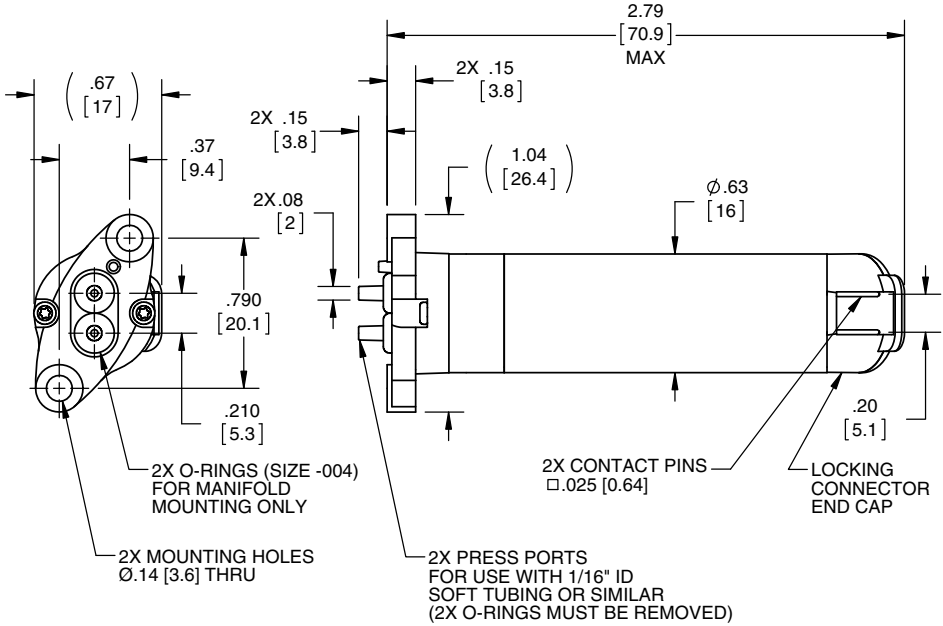 2.79
[70.9]
MAX
2X .15
[3.8]
.67
[17]
2X .15
[3.8]
.37
[9.4]
1.04
[26.4]
2X .08
[2]
Ø.63
[16]
.790
[20.1]
.210
[5.3]
.20
[5.1]
2X O-RINGS (SIZE -004)
FOR MANIFOLD
MOUNTING ONLY
2X CONTACT PINS
□.025 [0.64]
LOCKING
CONNECTOR
END CAP
2X MOUNTING HOLES
Ø.14 [3.6] THRU
2X PRESS PORTS
FOR USE WITH 1/16" ID
SOFT TUBING OR SIMILAR
(2X O-RINGS MUST BE REMOVED)